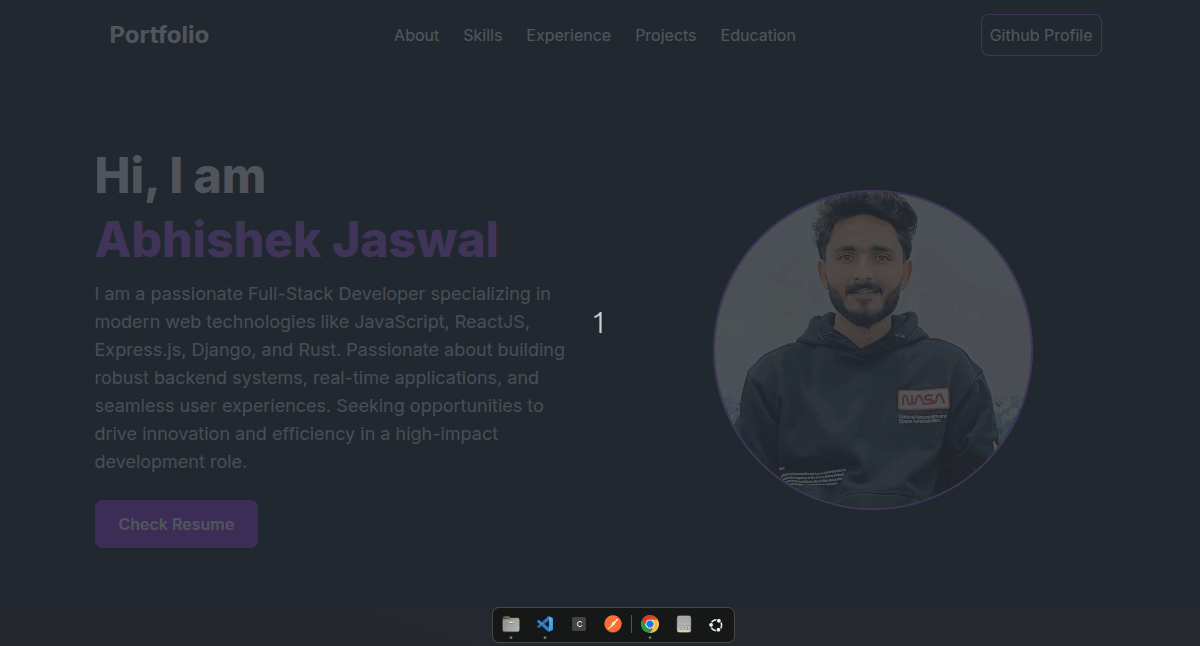 Portfolio
About Skills Experience Projects Education
Github Profile
Hi, I am
Abhishek Jaswal
I am a passionate Full-Stack Developer specializing in
modern web technologies like JavaScript, ReactJS,
Express.js, Django, and Rust. Passionate about building
robust backend systems, real-time applications, and
seamless user experiences. Seeking opportunities to
drive innovation and efficiency in a high-impact
development role.
Check Resume
1
NASA
C